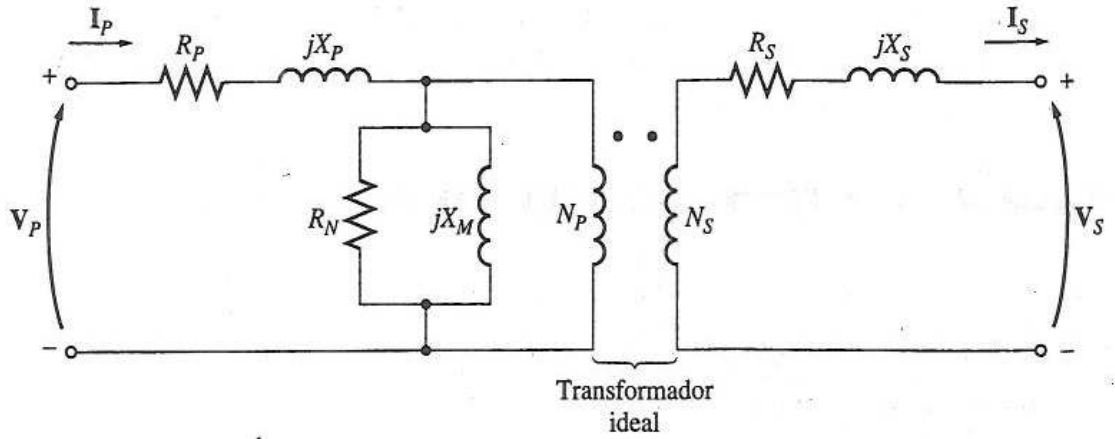 I_P
R_P
jX_P
R_S
jX_S
I_S
+
+
V_P
R_N
jX_M
N_P
N_S
V_S
−
−
Transformador
ideal